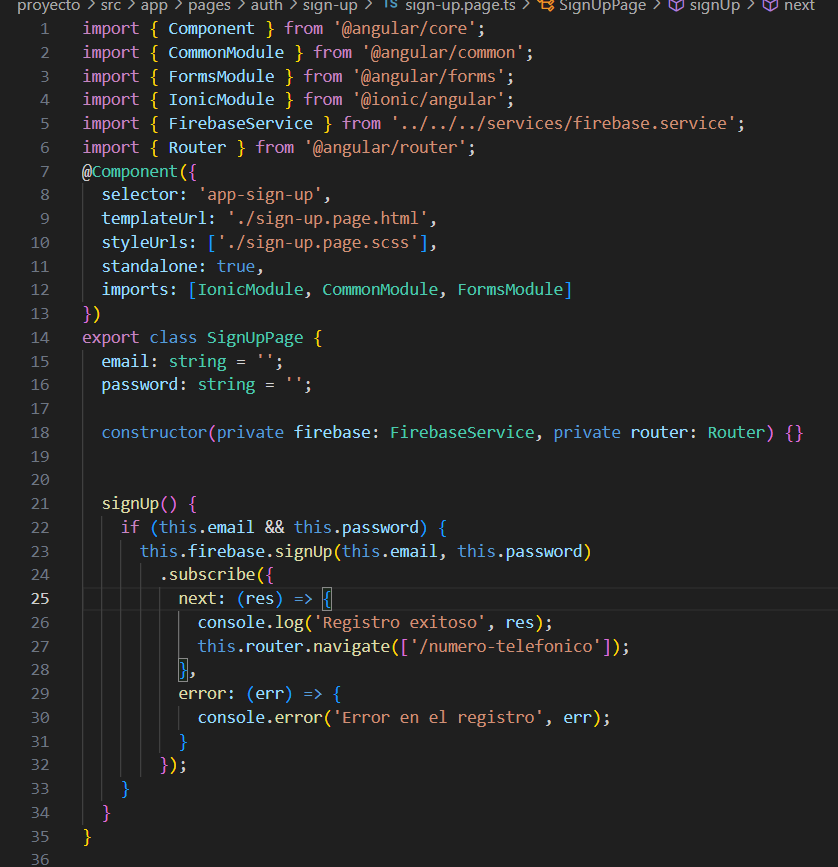 proyecto > src > app > pages > auth > sign-up > TS sign-up.page.ts > SignUpPage > signUp > next
1 import { Component } from '@angular/core';
2 import { CommonModule } from '@angular/common';
3 import { FormsModule } from '@angular/forms';
4 import { IonicModule } from '@ionic/angular';
5 import { FirebaseService } from '../../../services/firebase.service';
6 import { Router } from '@angular/router';
7 @Component({
8   selector: 'app-sign-up',
9   templateUrl: './sign-up.page.html',
10   styleUrls: ['./sign-up.page.scss'],
11   standalone: true,
12   imports: [IonicModule, CommonModule, FormsModule]
13 })
14 export class SignUpPage {
15   email: string = '';
16   password: string = '';
17
18   constructor(private firebase: FirebaseService, private router: Router) {}
19
20
21   signUp() {
22     if (this.email && this.password) {
23       this.firebase.signUp(this.email, this.password)
24         .subscribe({
25           next: (res) => {
26             console.log('Registro exitoso', res);
27             this.router.navigate(['/numero-telefonico']);
28           },
29           error: (err) => {
30             console.error('Error en el registro', err);
31           }
32         });
33     }
34   }
35 }
36